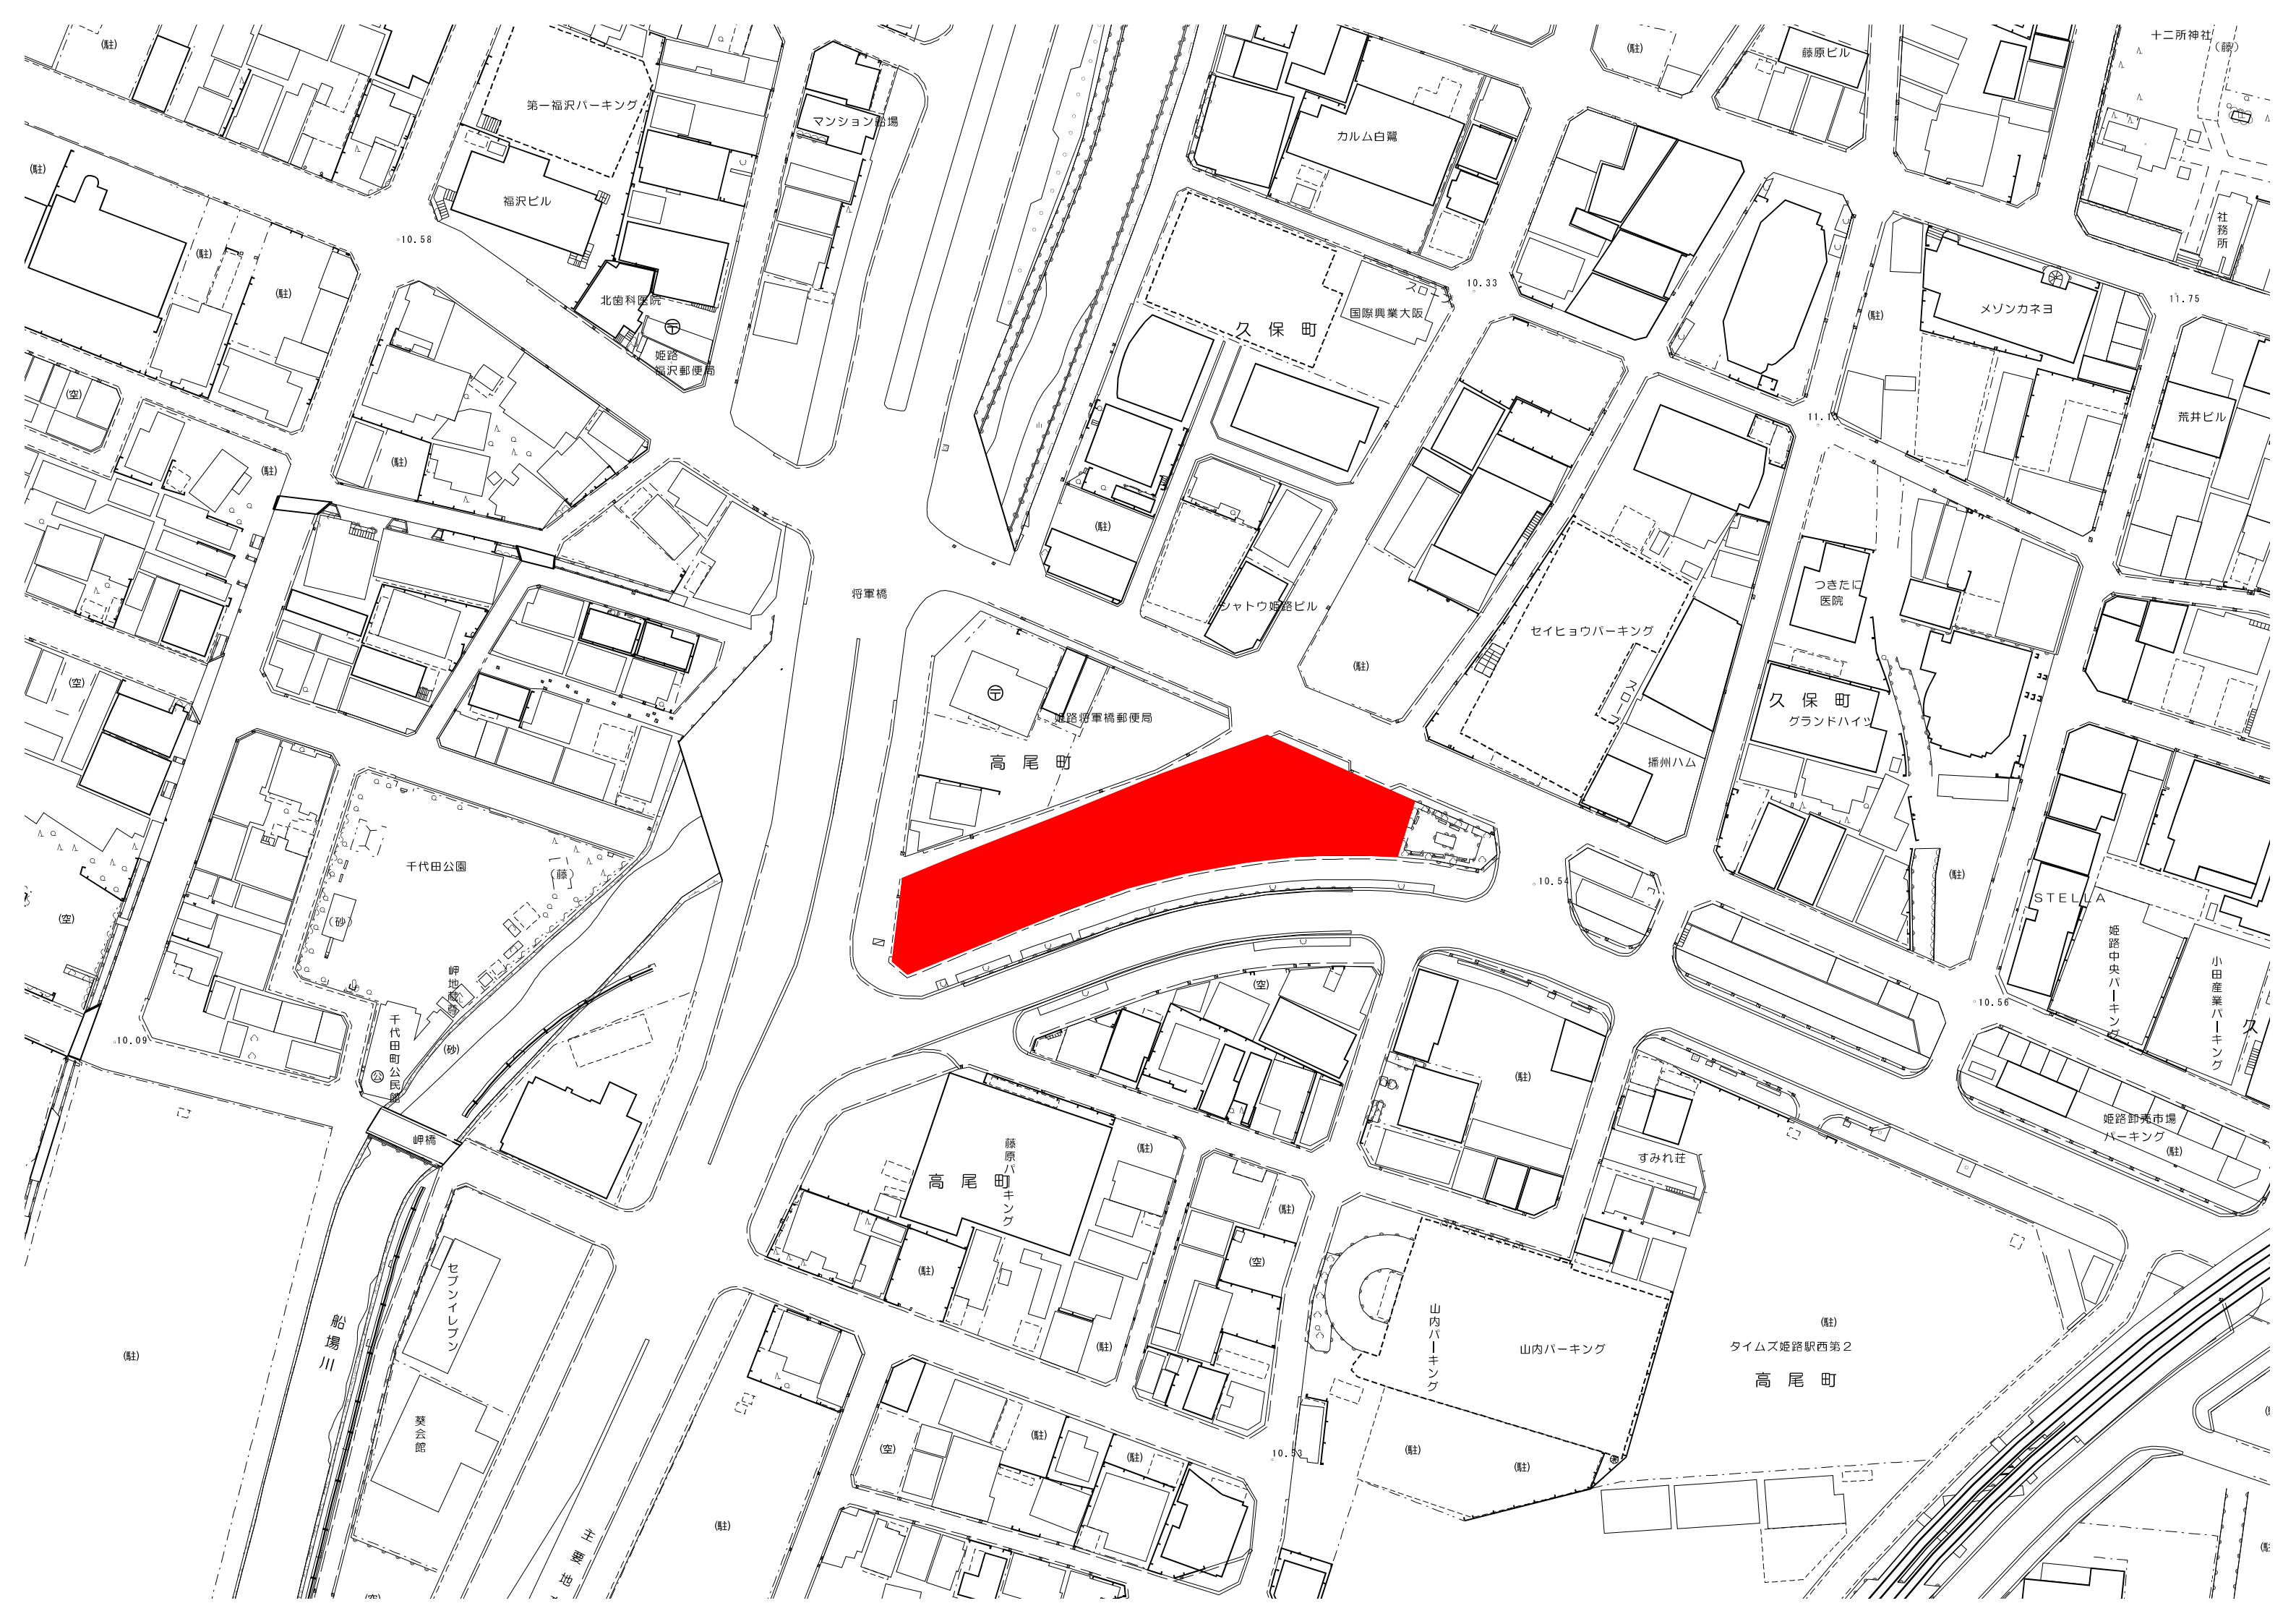 (駐)
第一福沢パーキング
マンション船場
カルム白鷺
(駐)
藤原ビル
十二所神社
(藤)
(駐)
福沢ビル
社務所
10.58
(駐)
(駐)
北歯科医院
姫路
福沢郵便局
久保町
国際興業大阪
スロープ
10.33
(駐)
メゾンカネヨ
11.75
(空)
(駐)
(駐)
荒井ビル
(駐)
将軍橋
シャトウ姫路ビル
セイヒョウパーキング
つきたに
医院
(空)
(駐)
スロ
姫路将軍橋郵便局
高尾町
久保町
グランドハイツ
播州ハム
千代田公園
(藤)
(砂)
(空)
10.54
(駐)
STELLA
姫路中央パーキング
小田産業パーキング
久
(空)
10.56
千代田町公民館
公
(砂)
10.09
岬橋
(駐)
藤原パーキング
高尾町
(駐)
すみれ荘
姫路卸売市場
パーキング
(駐)
(駐)
(空)
(駐)
セブンイレブン
船場川
(駐)
(駐)
山内パーキング
山内パーキング
(駐)
タイムズ姫路駅西第2
高尾町
葵会館
(空)
(駐)
(駐)
10.53
(駐)
(駐)
(駐)
主要地
(空)